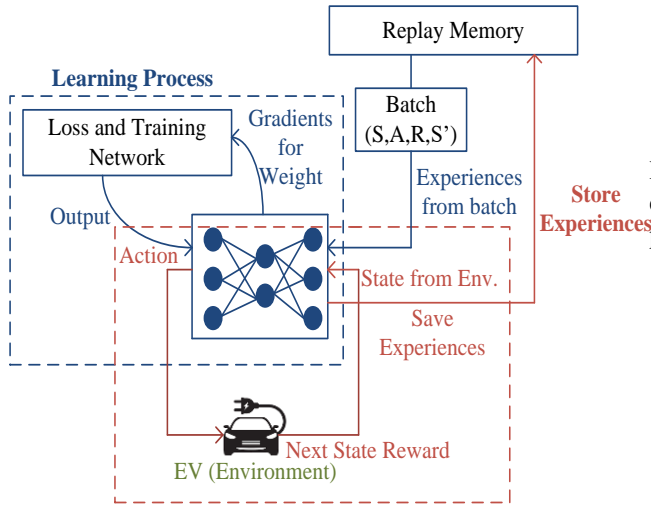 Replay Memory
Learning Process
Loss and Training
Network
Gradients
for
Weight
Batch
(S,A,R,S’)
Output
Experiences
from batch
Store
Experiences
Action
State from Env.
Save
Experiences
Next State Reward
EV (Environment)